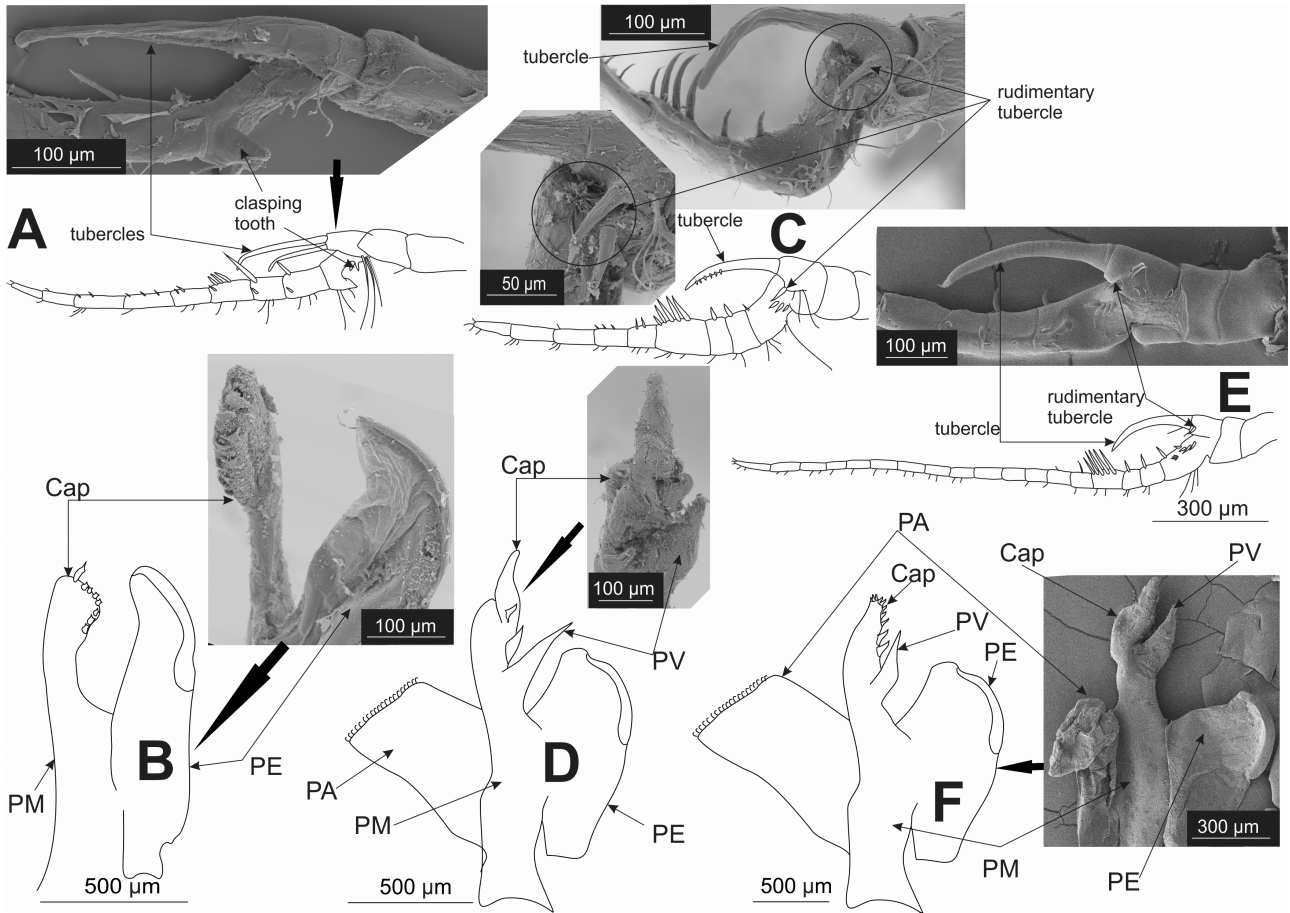 A
100 µm
tubercles
clasping
tooth
100 µm
tubercle
rudimentary
tubercle
50 µm
tubercle
C
100 µm
E
rudimentary
tubercle
tubercle
300 µm
Cap
100 µm
B
PM
PE
500 µm
Cap
100 µm
PV
D
PA
PM
PE
500 µm
PA
Cap
PV
PE
F
PM
500 µm
Cap
PV
300 µm
PE